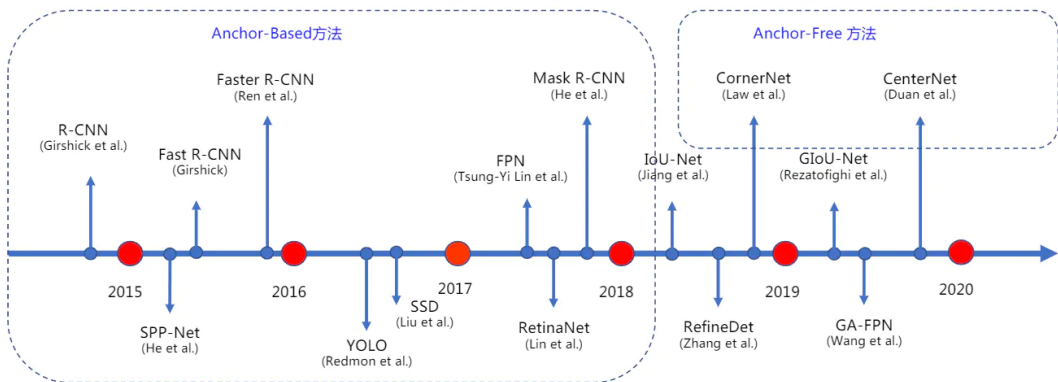 Anchor-Based方法
Anchor-Free 方法
Faster R-CNN
(Ren et al.)
Mask R-CNN
(He et al.)
CornerNet
(Law et al.)
CenterNet
(Duan et al.)
R-CNN
(Girshick et al.)
Fast R-CNN
(Girshick)
FPN
(Tsung-Yi Lin et al.)
IoU-Net
(Jiang et al.)
GIoU-Net
(Rezatofighi et al.)
2015
2016
2017
2018
2019
2020
SPP-Net
(He et al.)
YOLO
(Redmon et al.)
SSD
(Liu et al.)
RetinaNet
(Lin et al.)
RefineDet
(Zhang et al.)
GA-FPN
(Wang et al.)